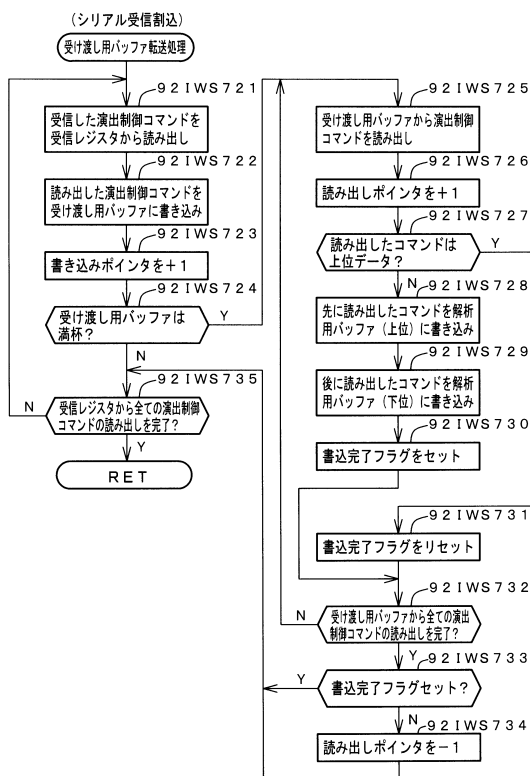 (シリアル受信割込)
受け渡し用バッファ転送処理
92IWS721
受信した演出制御コマンドを
受信レジスタから読み出し
92IWS722
読み出した演出制御コマンドを
受け渡し用バッファに書き込み
92IWS723
書き込みポインタを+1
92IWS724
受け渡し用バッファは
満杯?
Y
N
92IWS735
受信レジスタから全ての演出制御
コマンドの読み出しを完了?
N
Y
RET
92IWS725
受け渡し用バッファから演出制御
コマンドを読み出し
92IWS726
読み出しポインタを+1
92IWS727
読み出したコマンドは
上位データ?
Y
N
92IWS728
先に読み出したコマンドを解析
用バッファ(上位)に書き込み
92IWS729
後に読み出したコマンドを解析
用バッファ(下位)に書き込み
92IWS730
書込完了フラグをセット
92IWS731
書込完了フラグをリセット
92IWS732
受け渡し用バッファから全ての演出
制御コマンドの読み出しを完了?
N
Y
92IWS733
書込完了フラグセット?
Y
N
92IWS734
読み出しポインタを-1